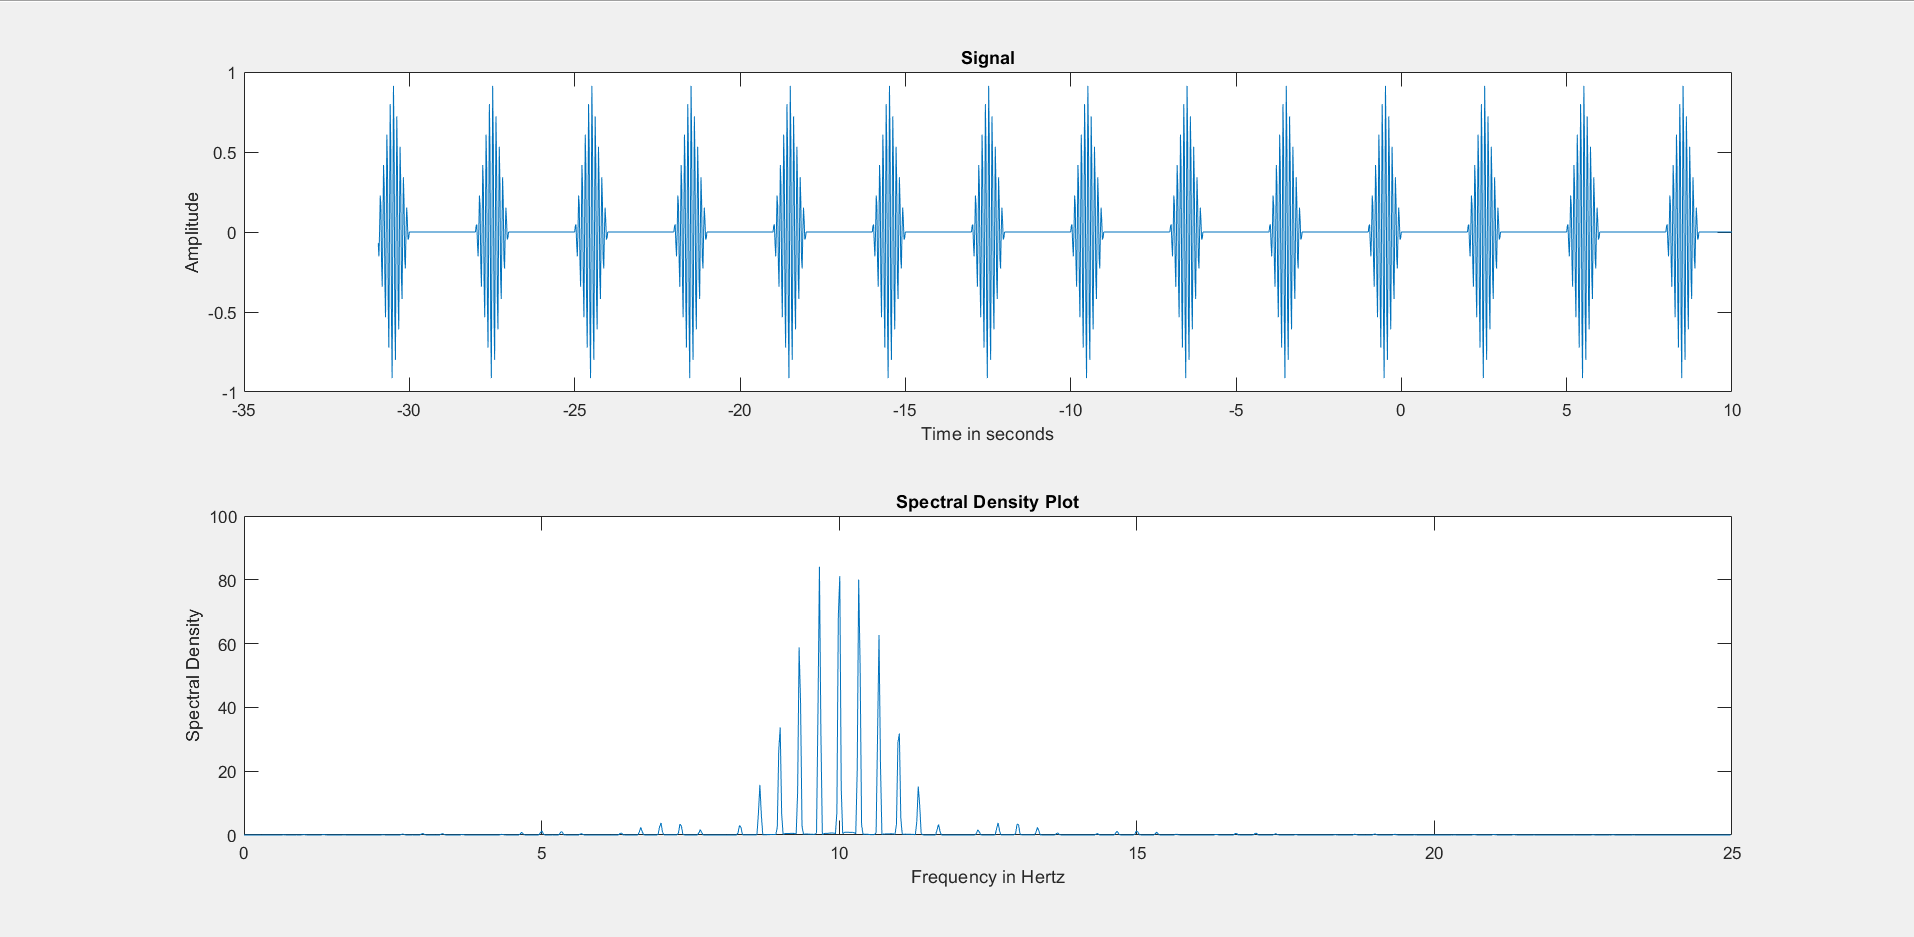 Signal
Amplitude
1
0.5
0
-0.5
-1
-35 -30 -25 -20 -15 -10 -5 0 5 10
Time in seconds
Spectral Density Plot
Spectral Density
100
80
60
40
20
0
0 5 10 15 20 25
Frequency in Hertz